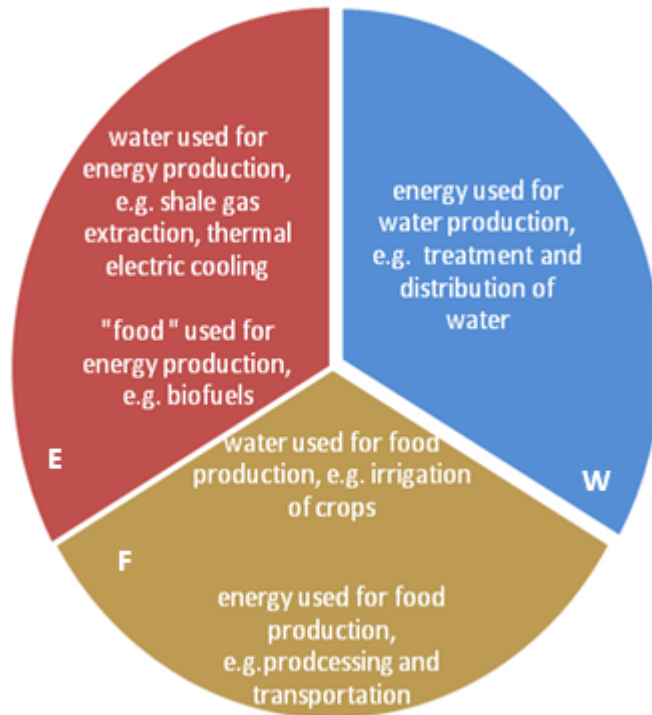 water used for
energy production,
e.g. shale gas
extraction, thermal
electric cooling
"food " used for
energy production,
e.g. biofuels
E
energy used for
water production,
e.g. treatment and
distribution of
water
W
water used for food
production, e.g. irrigation
of crops
F
energy used for food
production,
e.g.prodcessing and
transportation